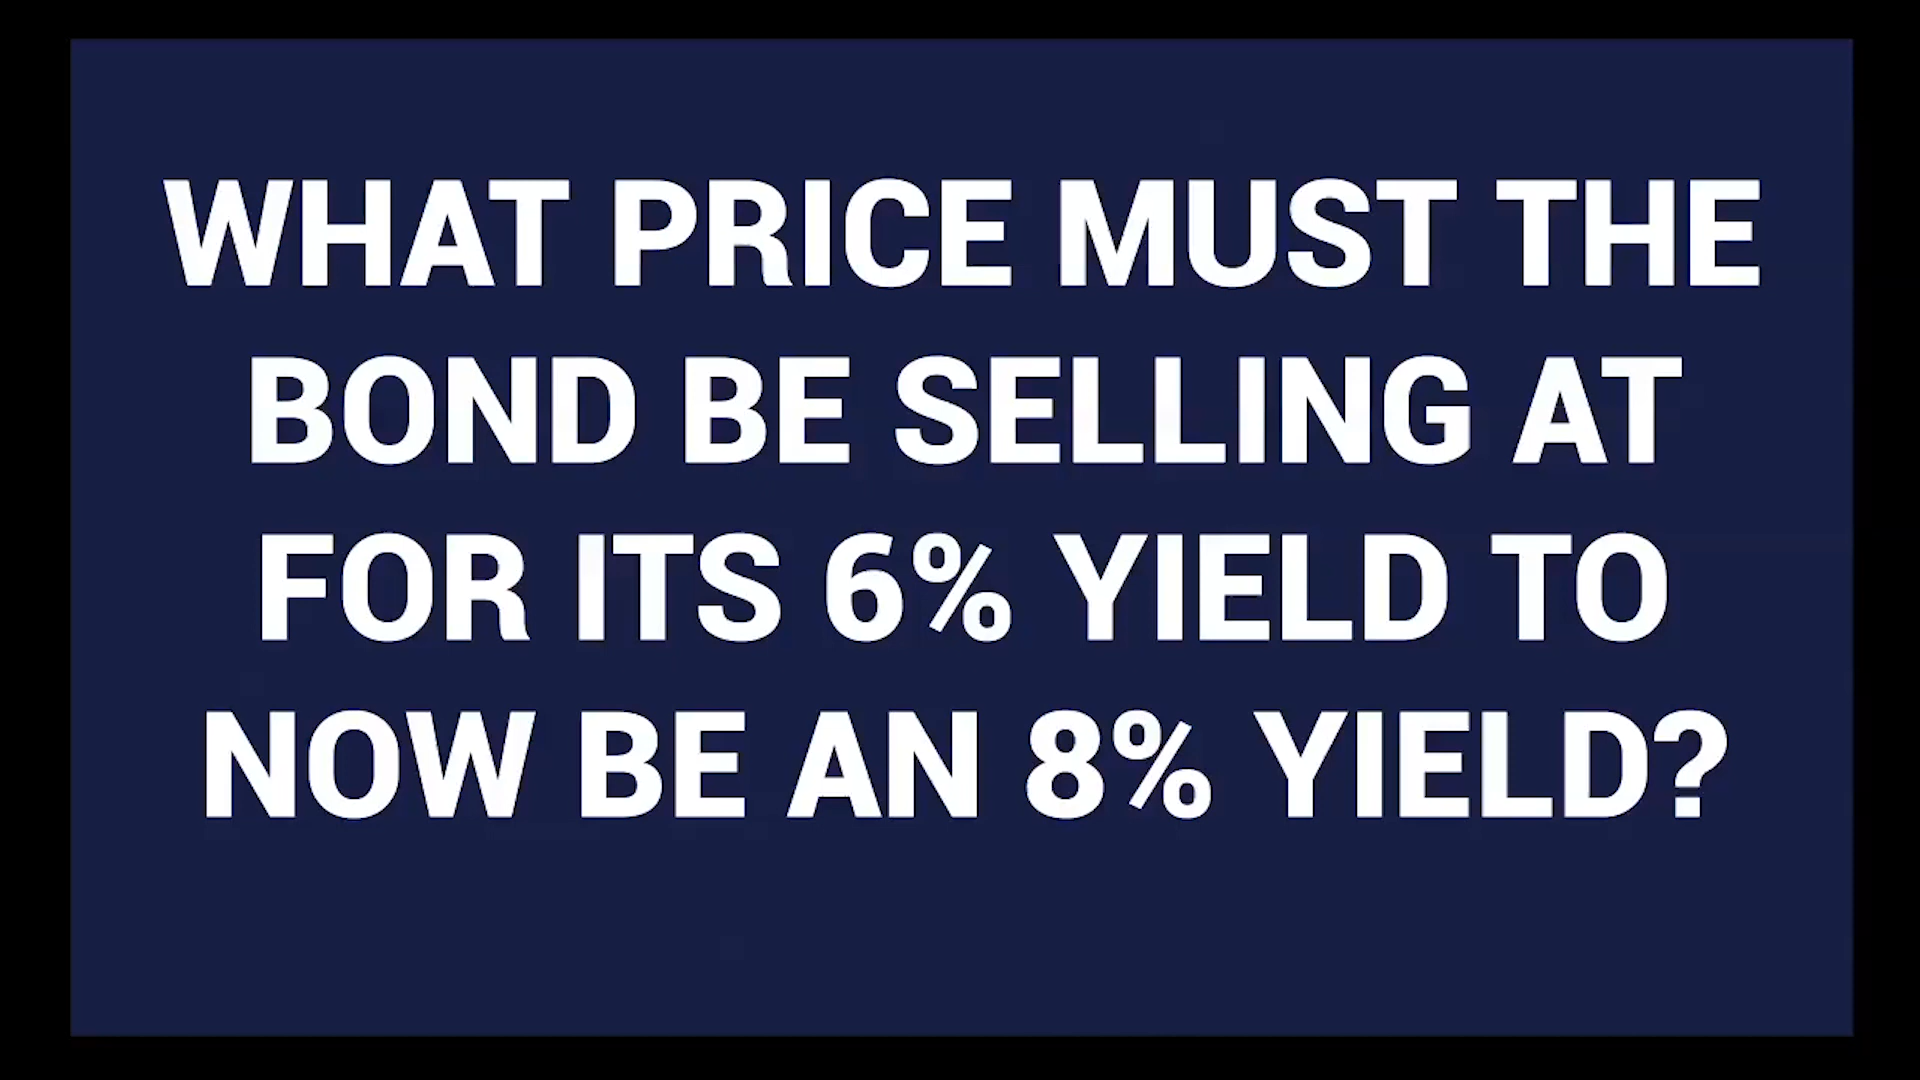 WHAT PRICE MUST THE
BOND BE SELLING AT
FOR ITS 6% YIELD TO
NOW BE AN 8% YIELD?